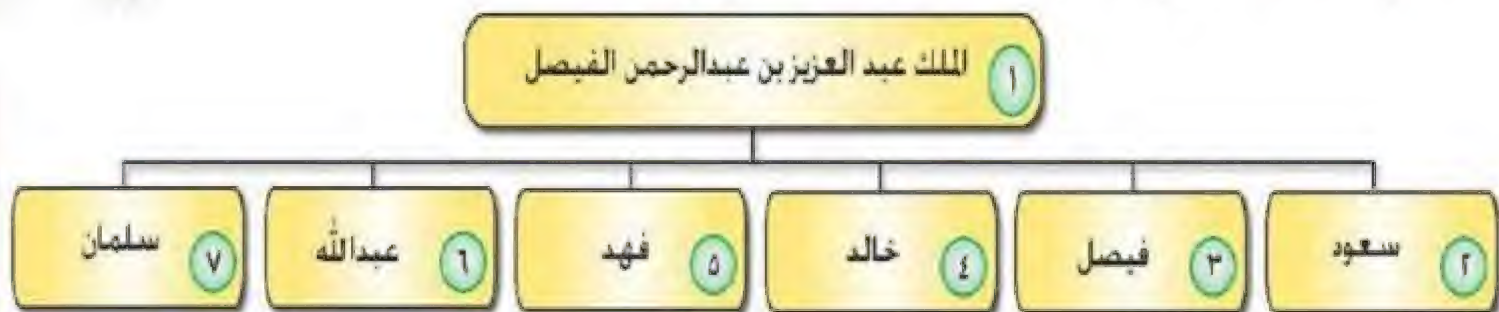 ١ الملك عبد العزيز بن عبدالرحمن الفيصل
٢ سعود
٣ فيصل
٤ خالد
٥ فهد
٦ عبدالله
٧ سلمان